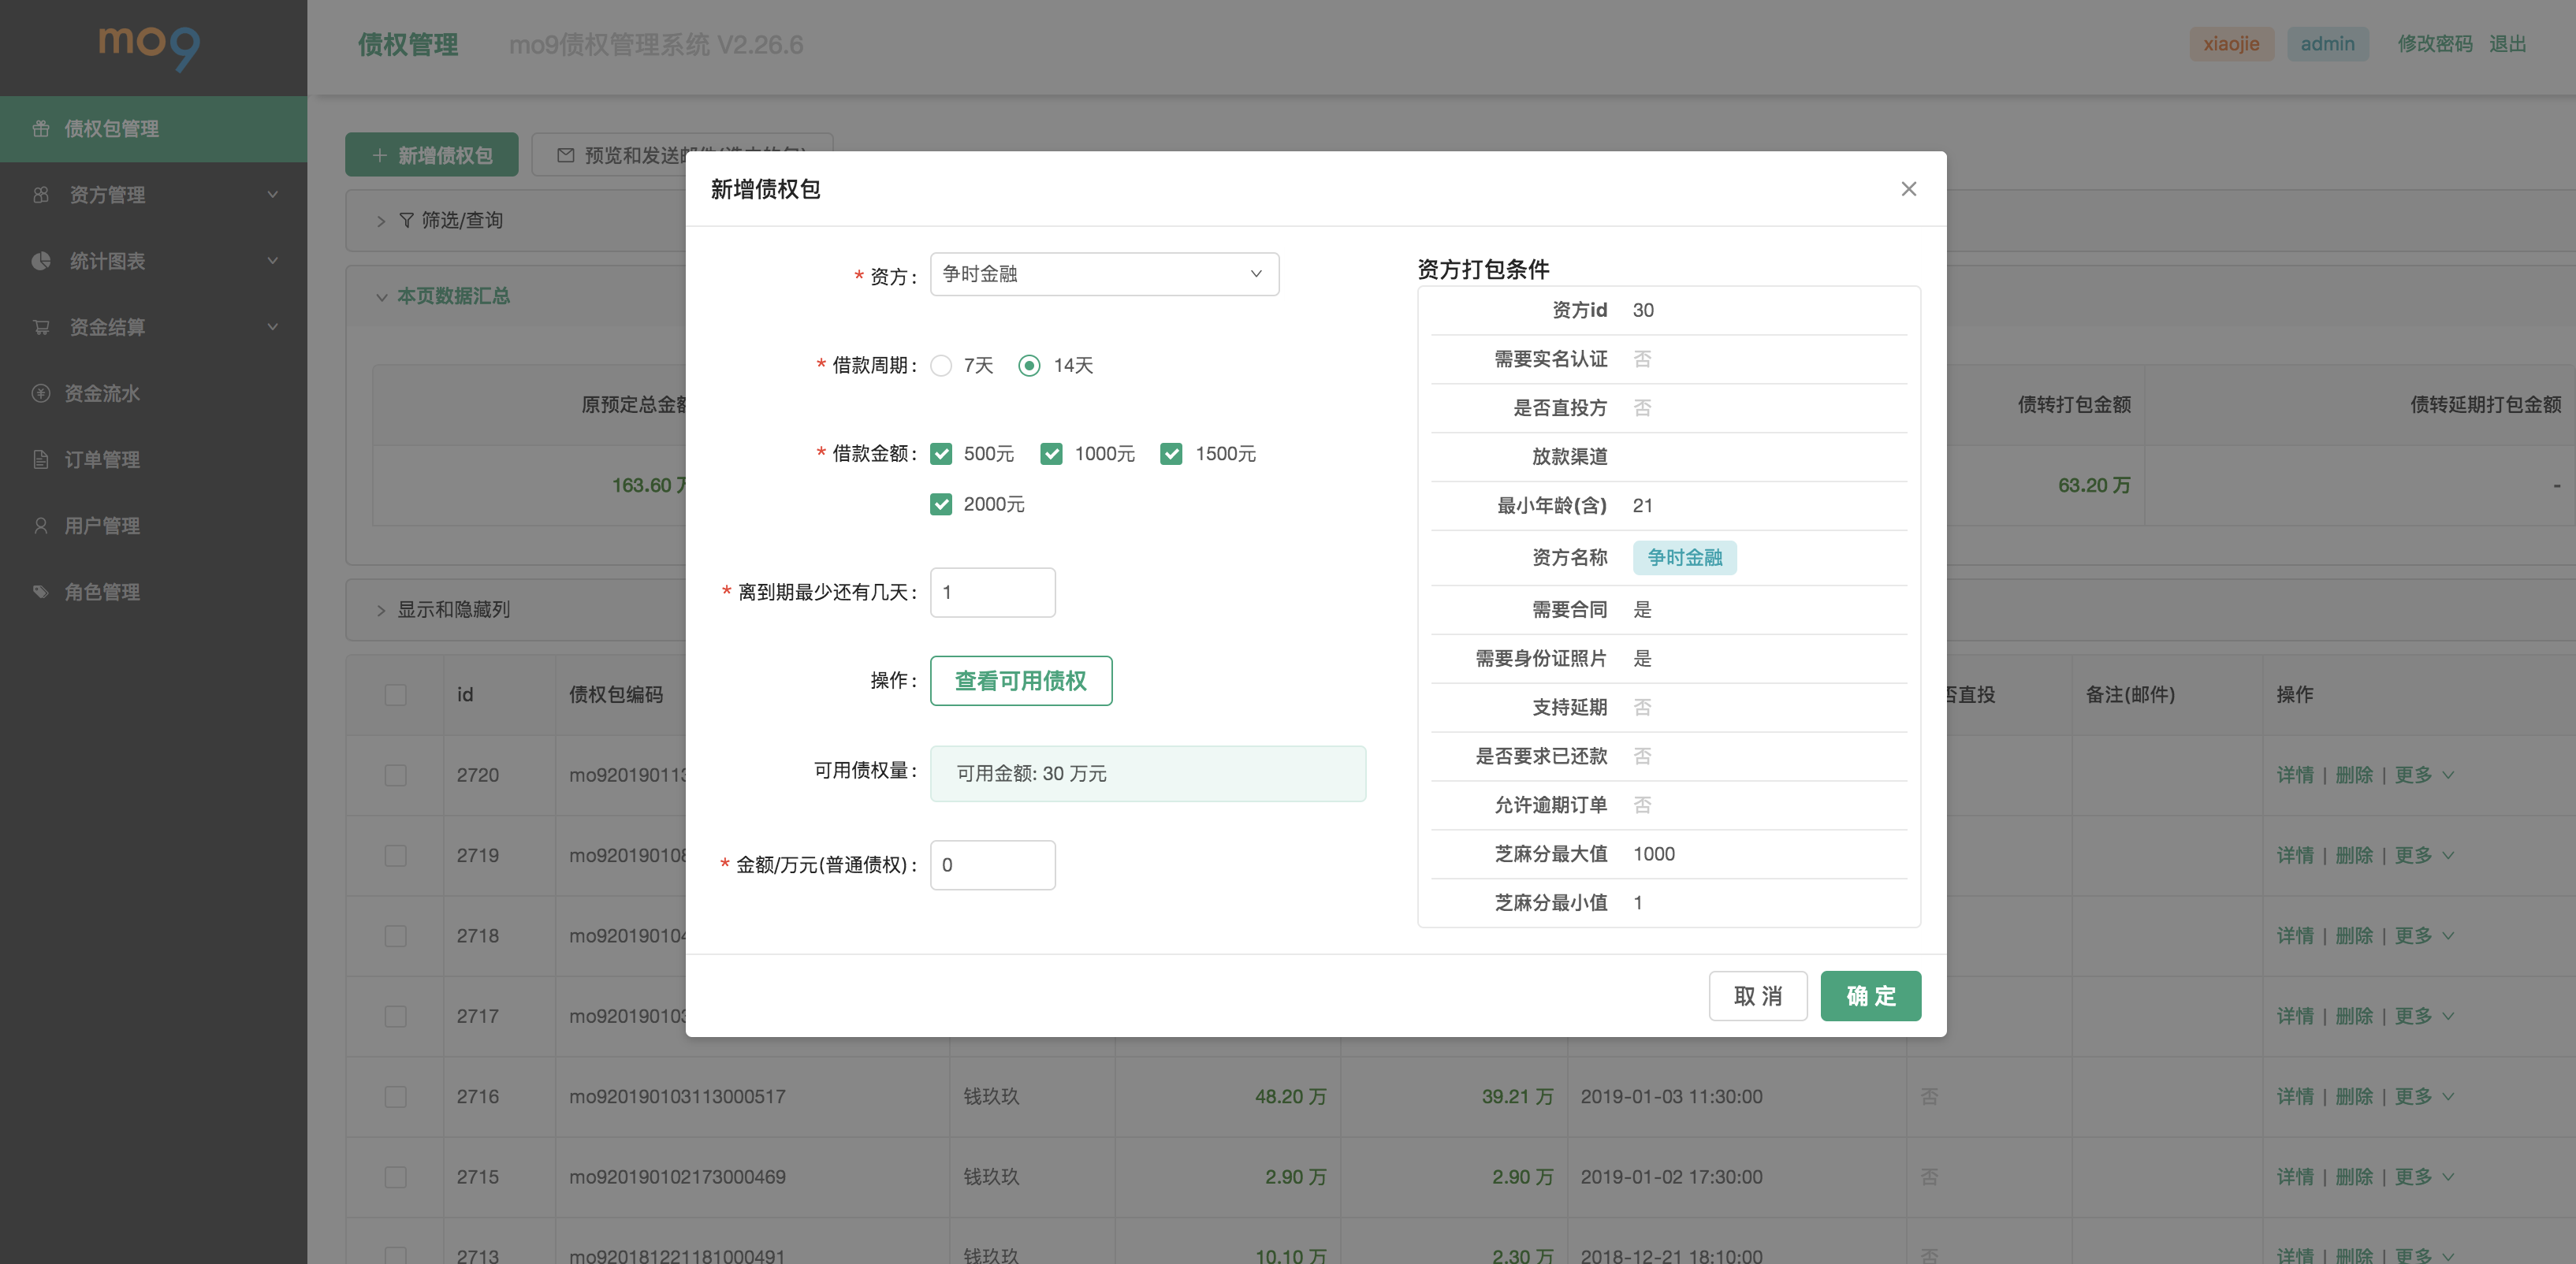 mo9
债权管理 mo9债权管理系统 V2.26.6 xiaojie admin 修改密码 退出
债权包管理
资方管理
统计图表
资金结算
资金流水
订单管理
用户管理
角色管理
新增债权包 预览和发送邮件
筛选/查询
本页数据汇总
原预定总金额 债转打包金额 债转延期打包金额
163.60 万 63.20 万 -
显示和隐藏列
新增债权包
* 资方: 争时金融
* 借款周期: 7天 14天
* 借款金额: 500元 1000元 1500元
2000元
* 离到期最少还有几天: 1
操作: 查看可用债权
可用债权量: 可用金额: 30 万元
* 金额/万元(普通债权): 0
资方打包条件
资方id 30
需要实名认证 否
是否直投方 否
放款渠道
最小年龄(含) 21
资方名称 争时金融
需要合同 是
需要身份证照片 是
支持延期 否
是否要求已还款 否
允许逾期订单 否
芝麻分最大值 1000
芝麻分最小值 1
取 消 确 定
id 债权包编码 否直投 备注(邮件) 操作
2720 mo920190113 详情 | 删除 | 更多
2719 mo920190108 详情 | 删除 | 更多
2718 mo920190104 详情 | 删除 | 更多
2717 mo920190103 详情 | 删除 | 更多
2716 mo920190103113000517 钱玖玖 48.20 万 39.21 万 2019-01-03 11:30:00 否 详情 | 删除 | 更多
2715 mo920190102173000469 钱玖玖 2.90 万 2.90 万 2019-01-02 17:30:00 否 详情 | 删除 | 更多
2713 mo920181221181000491 钱玖玖 10.10 万 2.30 万 2018-12-21 18:10:00 否 详情 | 删除 | 更多